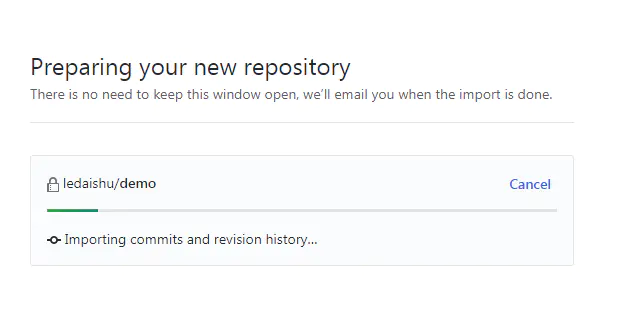 Preparing your new repository
There is no need to keep this window open, we'll email you when the import is done.
ledaishu/demo
Cancel
Importing commits and revision history...